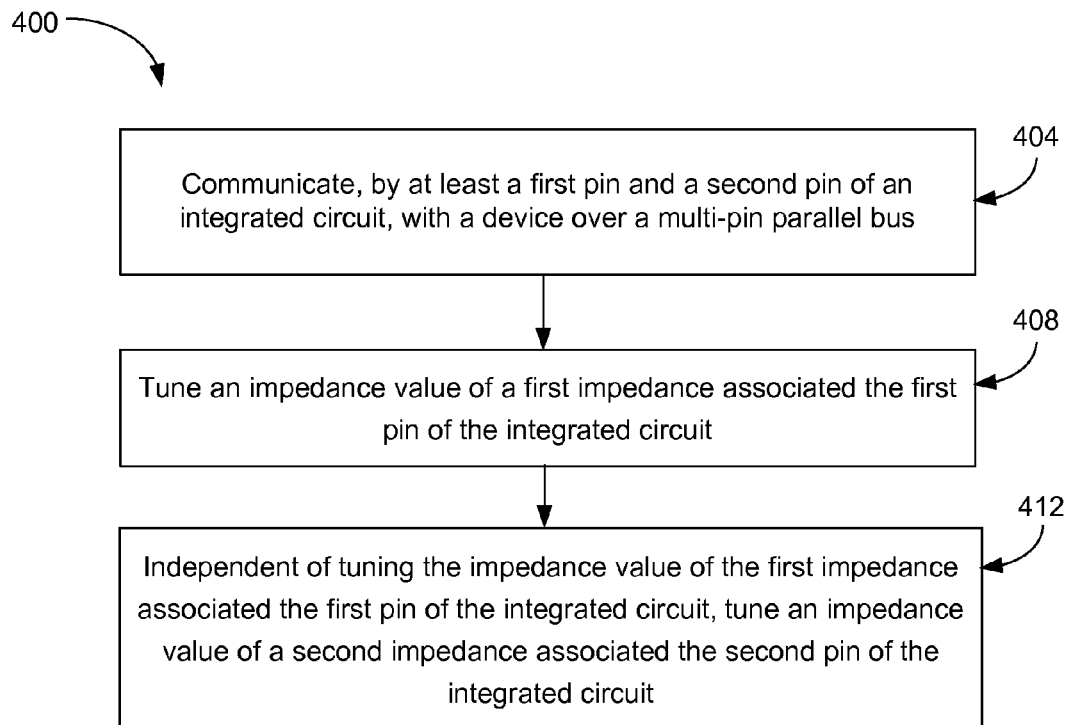 400
404
Communicate, by at least a first pin and a second pin of an
integrated circuit, with a device over a multi-pin parallel bus
408
Tune an impedance value of a first impedance associated the first
pin of the integrated circuit
412
Independent of tuning the impedance value of the first impedance
associated the first pin of the integrated circuit, tune an impedance
value of a second impedance associated the second pin of the
integrated circuit